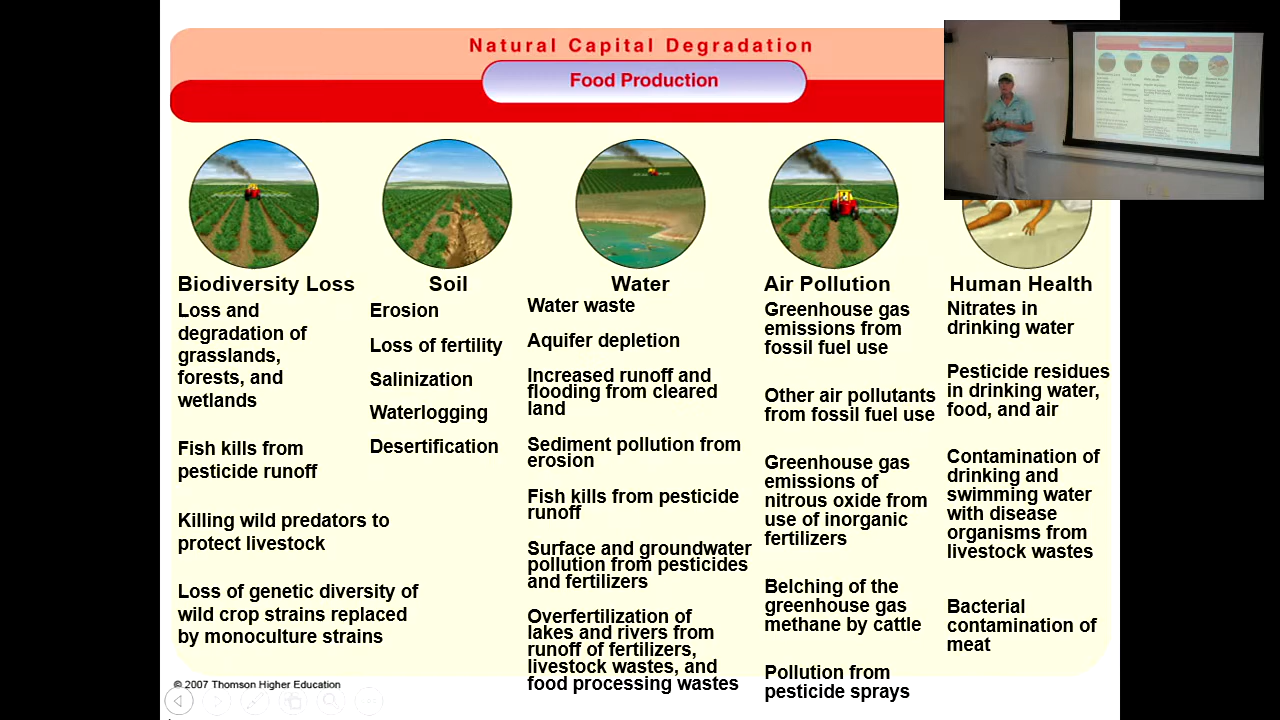 Natural Capital Degradation
Food Production
Biodiversity Loss
Loss and
degradation of
grasslands,
forests, and
wetlands
Fish kills from
pesticide runoff
Killing wild predators to
protect livestock
Loss of genetic diversity of
wild crop strains replaced
by monoculture strains
Soil
Erosion
Loss of fertility
Salinization
Waterlogging
Desertification
Water
Water waste
Aquifer depletion
Increased runoff and
flooding from cleared
land
Sediment pollution from
erosion
Fish kills from pesticide
runoff
Surface and groundwater
pollution from pesticides
and fertilizers
Overfertilization of
lakes and rivers from
runoff of fertilizers,
livestock wastes, and
food processing wastes
Air Pollution
Greenhouse gas
emissions from
fossil fuel use
Other air pollutants
from fossil fuel use
Greenhouse gas
emissions of
nitrous oxide from
use of inorganic
fertilizers
Belching of the
greenhouse gas
methane by cattle
Pollution from
pesticide sprays
Human Health
Nitrates in
drinking water
Pesticide residues
in drinking water,
food, and air
Contamination of
drinking and
swimming water
with disease
organisms from
livestock wastes
Bacterial
contamination of
meat
© 2007 Thomson Higher Education